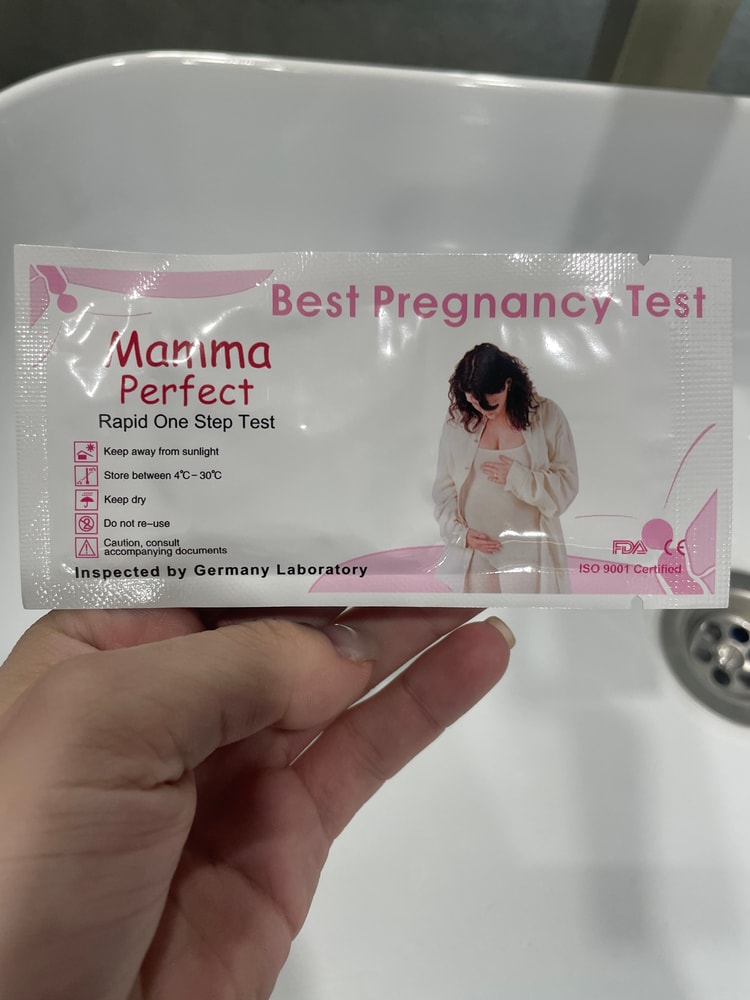 Best Pregnancy Test
Mamma
Perfect
Rapid One Step Test
Keep away from sunlight
Store between 4℃–30℃
Keep dry
Do not re–use
Caution, consult
accompanying documents
Inspected by Germany Laboratory
FDA CE
ISO 9001 Certified